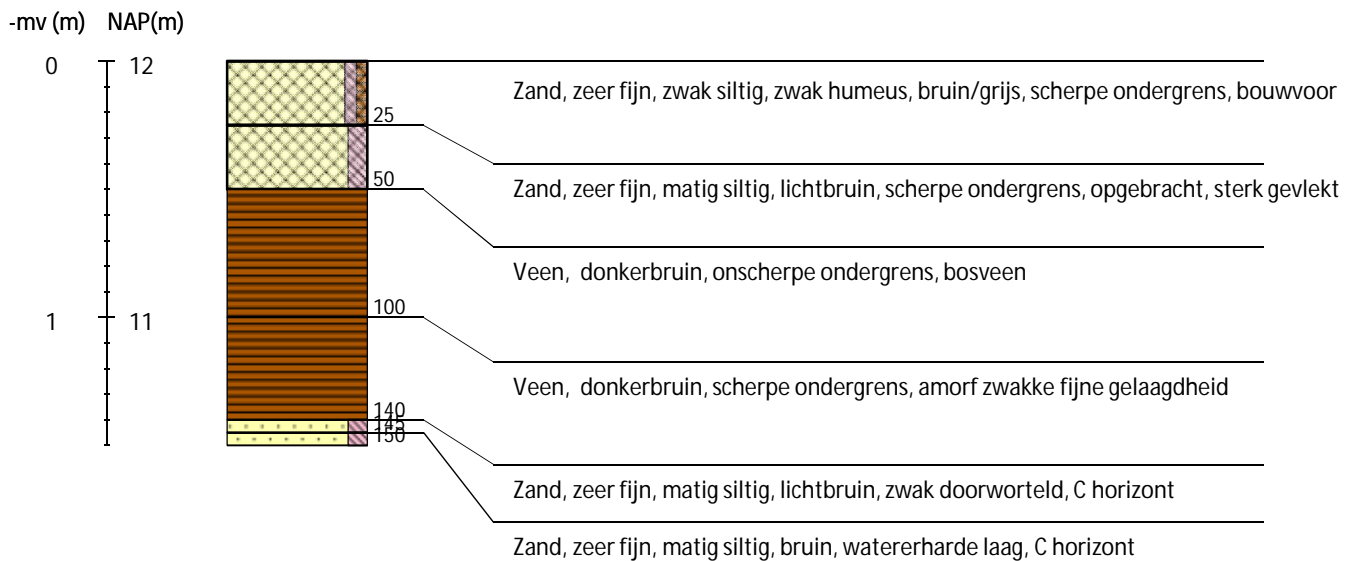 -mv (m) NAP(m)
0 12
Zand, zeer fijn, zwak siltig, zwak humeus, bruin/grijs, scherpe ondergrens, bouwvoor
25
Zand, zeer fijn, matig siltig, lichtbruin, scherpe ondergrens, opgebracht, sterk gevlekt
50
Veen, donkerbruin, onscherpe ondergrens, bosveen
100
1 11
Veen, donkerbruin, scherpe ondergrens, amorf zwakke fijne gelaagdheid
140
145
150
Zand, zeer fijn, matig siltig, lichtbruin, zwak doorworteld, C horizont
Zand, zeer fijn, matig siltig, bruin, watererharde laag, C horizont